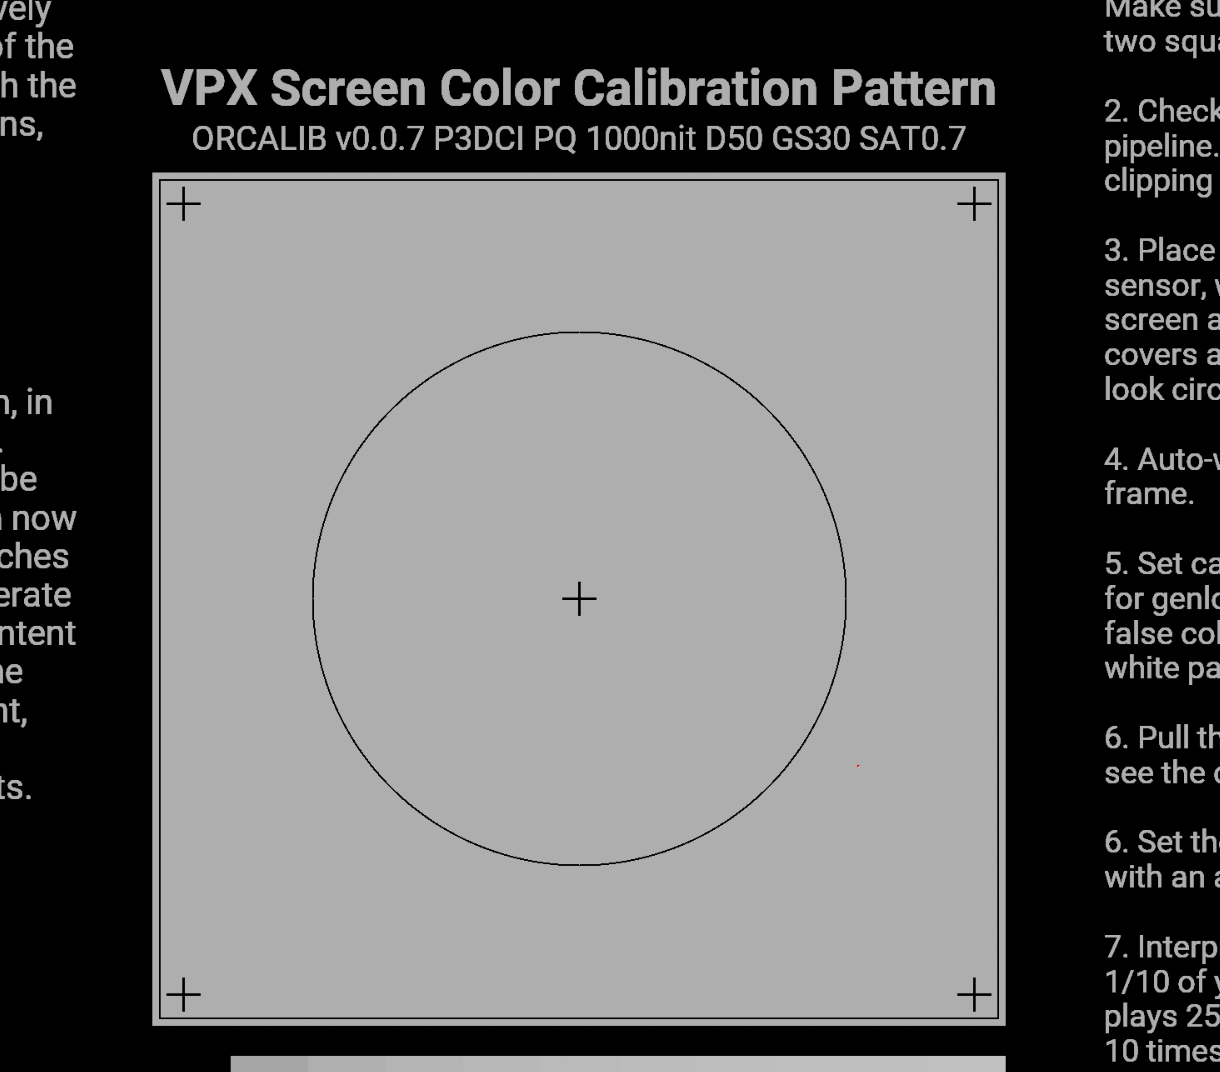 vely
of the
h the
ns,
n, in
be
now
ches
erate
ntent
ne
nt,
ts.
VPX Screen Color Calibration Pattern
ORCALIB v0.0.7 P3DCI PQ 1000nit D50 GS30 SAT0.7
Make su
two squa
2. Check
pipeline.
clipping
3. Place
sensor, w
screen a
covers a
look circ
4. Auto-w
frame.
5. Set ca
for genlo
false col
white pa
6. Pull th
see the
6. Set the
with an a
7. Interp
1/10 of y
plays 25
10 times